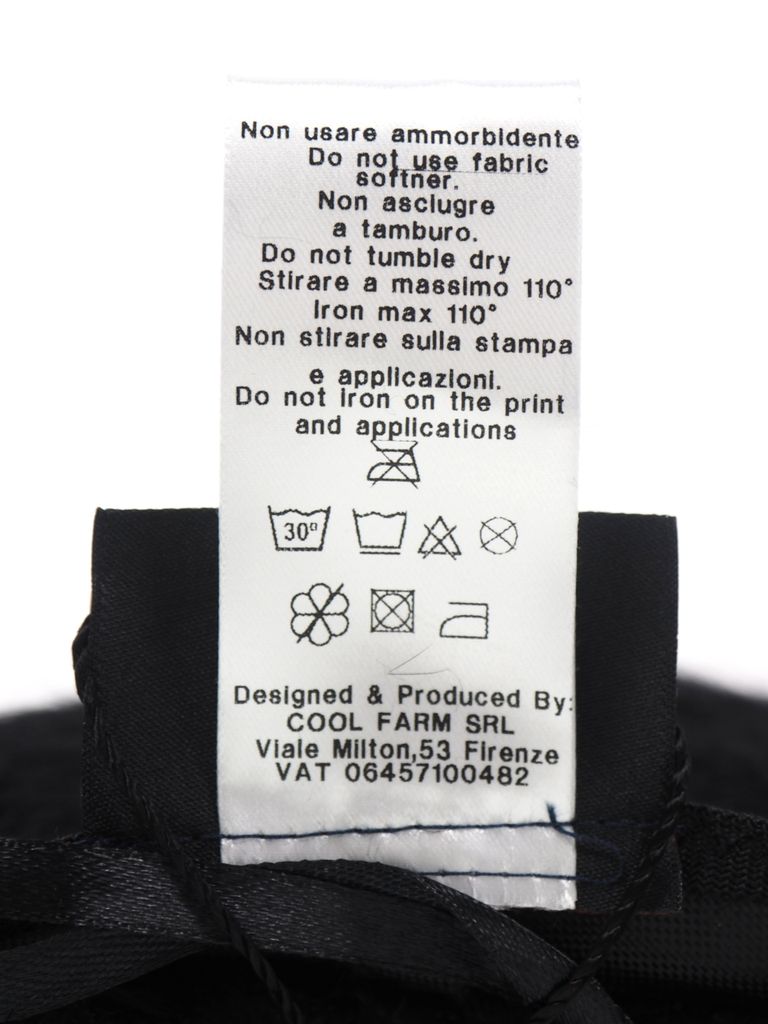 Non usare ammorbidente
Do not use fabric
softner.
Non asclugre
a tamburo.
Do not tumble dry
Stirare a massimo 110°
Iron max 110°
Non stirare sulla stampa
e applicazioni.
Do not iron on the print
and applications
30°
Designed & Produced By:
COOL FARM SRL
Viale Milton,53 Firenze
VAT 06457100482